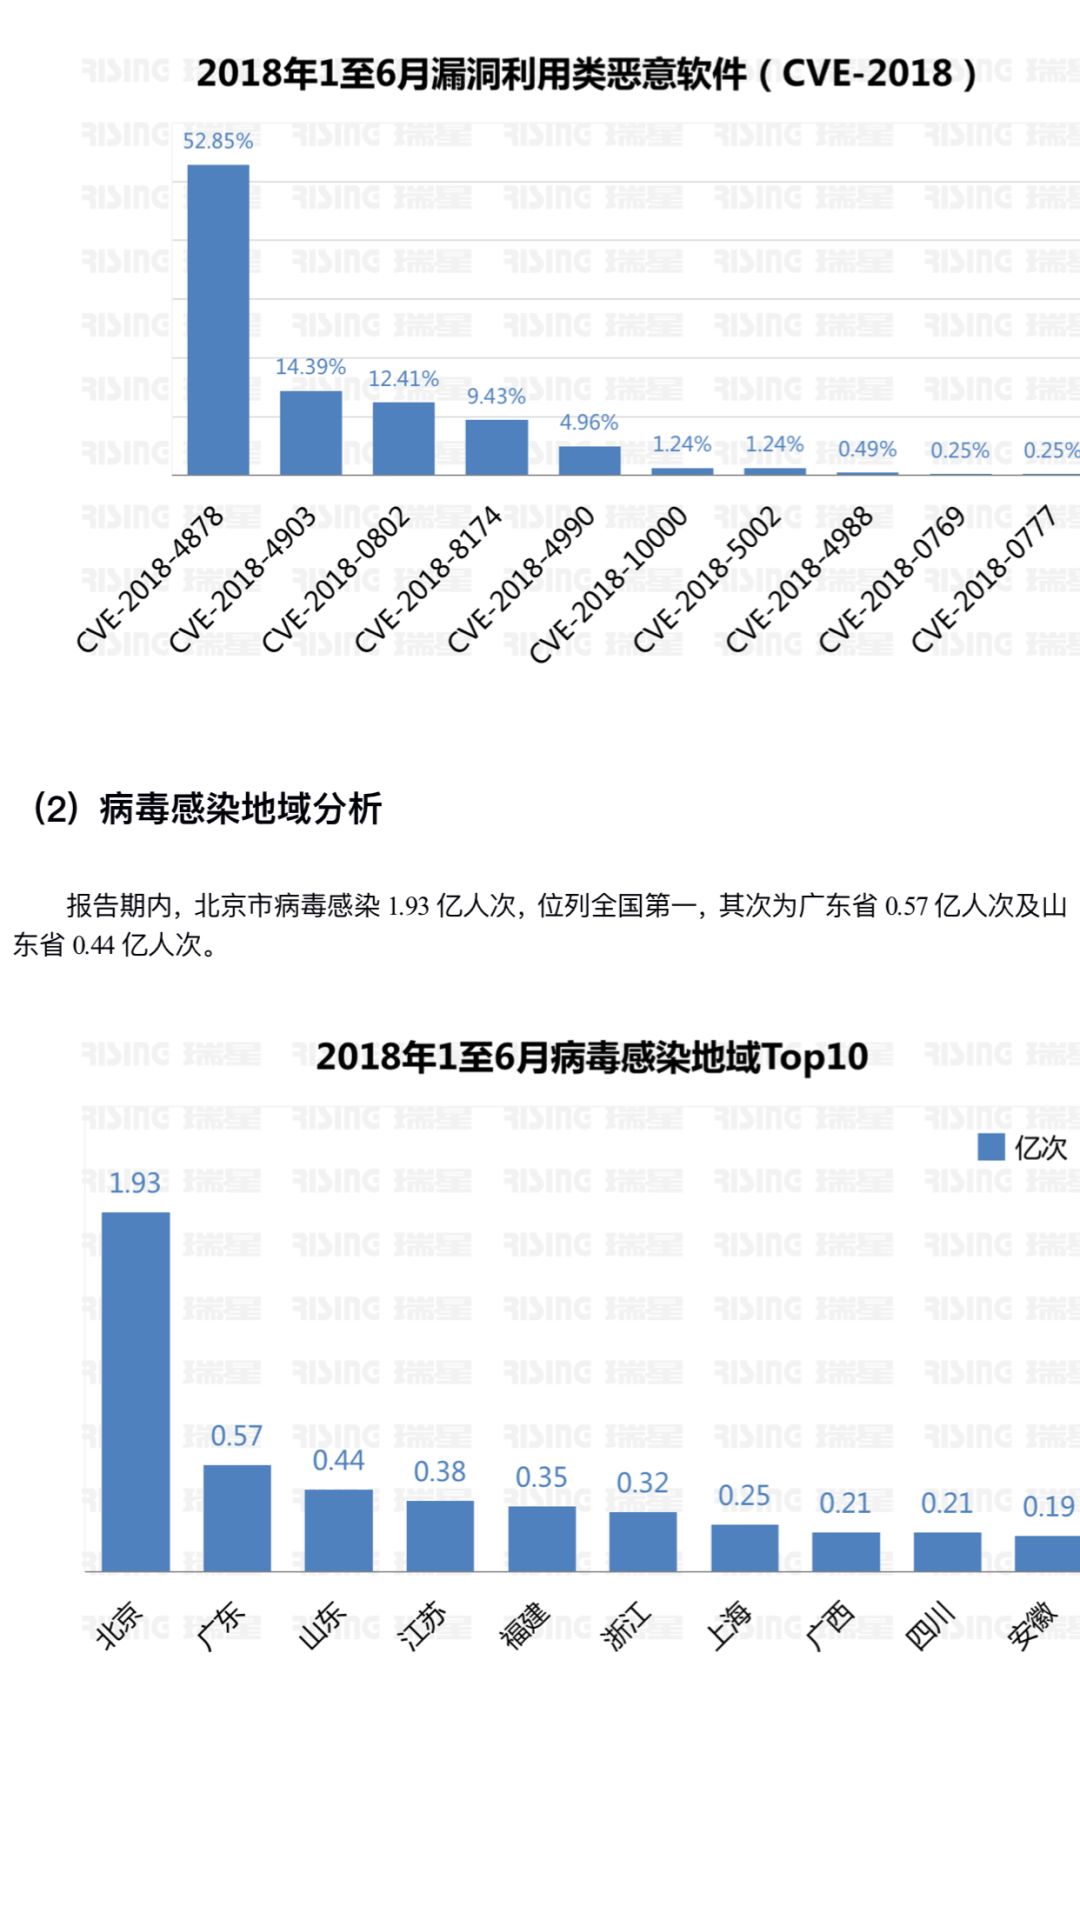 2018年1至6月漏洞利用类恶意软件（CVE-2018）
52.85%
14.39%
12.41%
9.43%
4.96%
1.24%
1.24%
0.49%
0.25%
0.25%
CVE-2018-4878
CVE-2018-4903
CVE-2018-0802
CVE-2018-8174
CVE-2018-4990
CVE-2018-10000
CVE-2018-5002
CVE-2018-4988
CVE-2018-0769
CVE-2018-0777
（2）病毒感染地域分析
报告期内，北京市病毒感染 1.93 亿人次，位列全国第一，其次为广东省 0.57 亿人次及山
东省 0.44 亿人次。
2018年1至6月病毒感染地域Top10
亿次
1.93
0.57
0.44
0.38
0.35
0.32
0.25
0.21
0.21
0.19
北京
广东
山东
江苏
福建
浙江
上海
广西
四川
安徽
RISING 瑞星